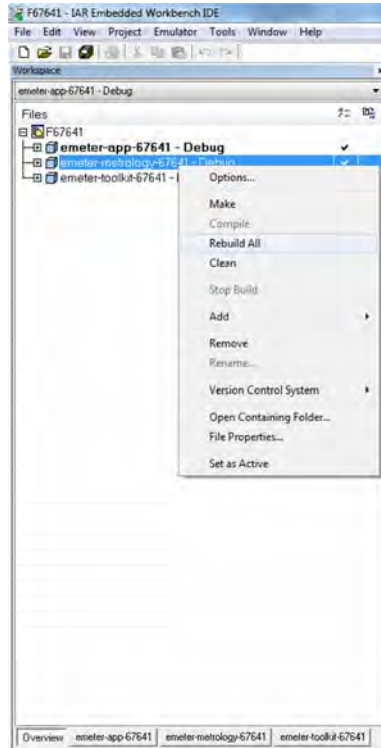 F67641 - IAR Embedded Workbench IDE
File Edit View Project Emulator Tools Window Help
Workspace
emeter-app-67641 - Debug
Files
F67641
emeter-app-67641 - Debug
emeter-metrology-67641 - Debug
emeter-toolkit-67641 -
Options...
Make
Compile
Rebuild All
Clean
Stop Build
Add
Remove
Rename...
Version Control System
Open Containing Folder...
File Properties...
Set as Active
Overview emeter-app-67641 emeter-metrology-67641 emeter-toolkit-67641